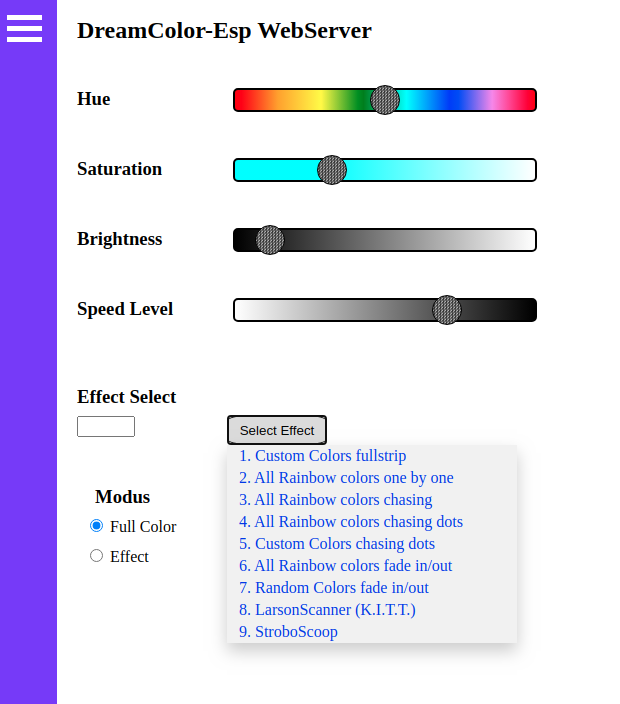 DreamColor-Esp WebServer
Hue
Saturation
Brightness
Speed Level
Effect Select
Select Effect
1. Custom Colors fullstrip
2. All Rainbow colors one by one
3. All Rainbow colors chasing
4. All Rainbow colors chasing dots
5. Custom Colors chasing dots
6. All Rainbow colors fade in/out
7. Random Colors fade in/out
8. LarsonScanner (K.I.T.T.)
9. StroboScoop
Modus
Full Color
Effect